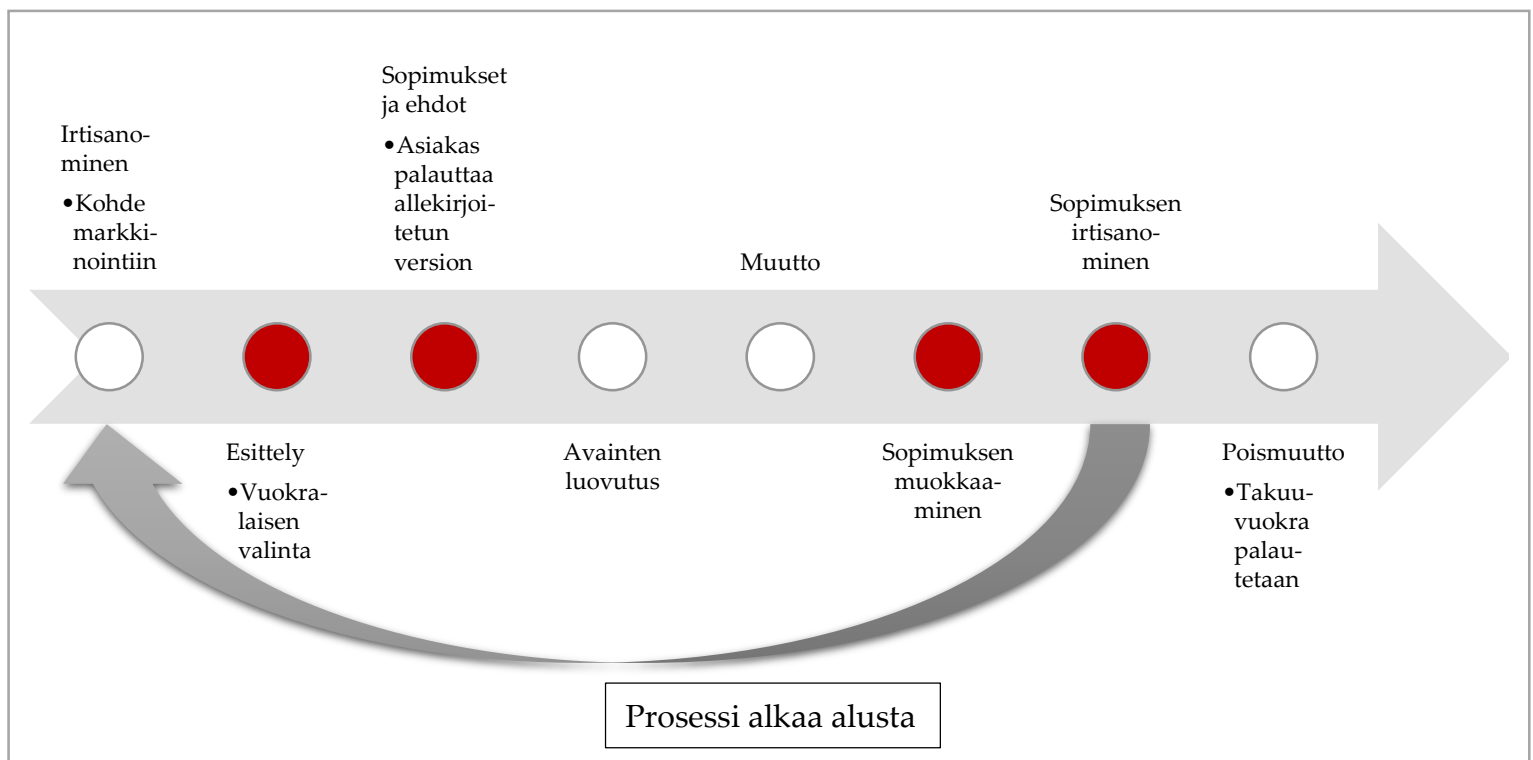 Irtisano-
minen
•Kohde
markki-
nointiin
Esittely
•Vuokra-
laisen
valinta
Sopimukset
ja ehdot
•Asiakas
palauttaa
allekirjoi-
tetun
version
Avainten
luovutus
Muutto
Sopimuksen
muokkaa-
minen
Sopimuksen
irtisano-
minen
Poismuutto
•Takuu-
vuokra
palau-
tetaan
Prosessi alkaa alusta